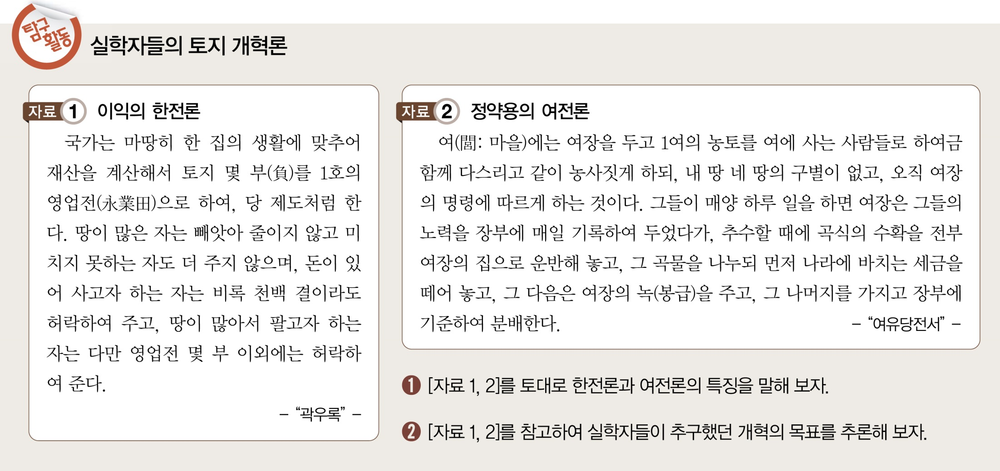 탐구
활동
실학자들의 토지 개혁론
자료 1 이익의 한전론
국가는 마땅히 한 집의 생활에 맞추어
재산을 계산해서 토지 몇 부(負)를 1호의
영업전(永業田)으로 하여, 당 제도처럼 한
다. 땅이 많은 자는 빼앗아 줄이지 않고 미
치지 못하는 자도 더 주지 않으며, 돈이 있
어 사고자 하는 자는 비록 천백 결이라도
허락하여 주고, 땅이 많아서 팔고자 하는
자는 다만 영업전 몇 부 이외에는 허락하
여 준다.
– “곽우록” –
자료 2 정약용의 여전론
여(閭: 마을)에는 여장을 두고 1여의 농토를 여에 사는 사람들로 하여금
함께 다스리고 같이 농사짓게 하되, 내 땅 네 땅의 구별이 없고, 오직 여장
의 명령에 따르게 하는 것이다. 그들이 매양 하루 일을 하면 여장은 그들의
노력을 장부에 매일 기록하여 두었다가, 추수할 때에 곡식의 수확을 전부
여장의 집으로 운반해 놓고, 그 곡물을 나누되 먼저 나라에 바치는 세금을
떼어 놓고, 그 다음은 여장의 녹(봉급)을 주고, 그 나머지를 가지고 장부에
기준하여 분배한다.
– “여유당전서” –
1 [자료 1, 2]를 토대로 한전론과 여전론의 특징을 말해 보자.
2 [자료 1, 2]를 참고하여 실학자들이 추구했던 개혁의 목표를 추론해 보자.